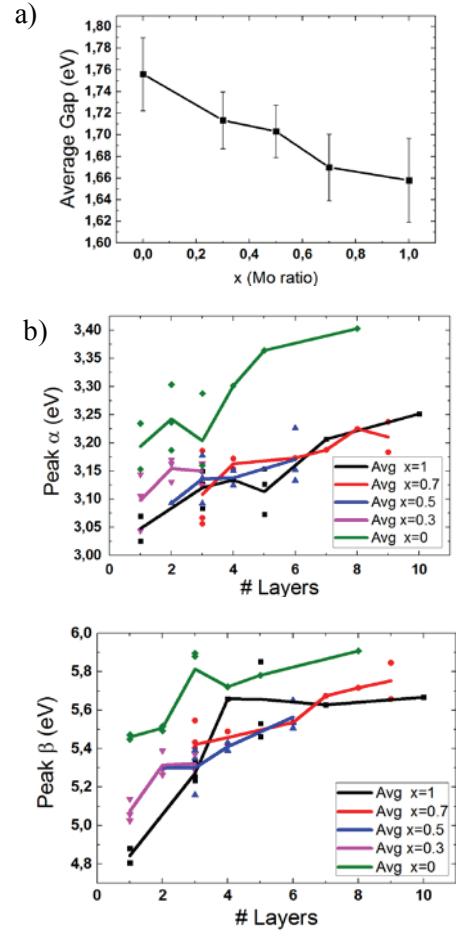 a)
1,80
1,78
1,76
1,74
1,72
1,70
1,68
1,66
1,64
1,62
1,60
Average Gap (eV)
0,0 0,2 0,4 0,6 0,8 1,0
x (Mo ratio)
b)
3,40
3,35
3,30
3,25
3,20
3,15
3,10
3,05
3,00
Peak α (eV)
Avg x=1
Avg x=0.7
Avg x=0.5
Avg x=0.3
Avg x=0
0 2 4 6 8 10
# Layers
6,0
5,8
5,6
5,4
5,2
5,0
4,8
Peak β (eV)
Avg x=1
Avg x=0.7
Avg x=0.5
Avg x=0.3
Avg x=0
0 2 4 6 8 10
# Layers